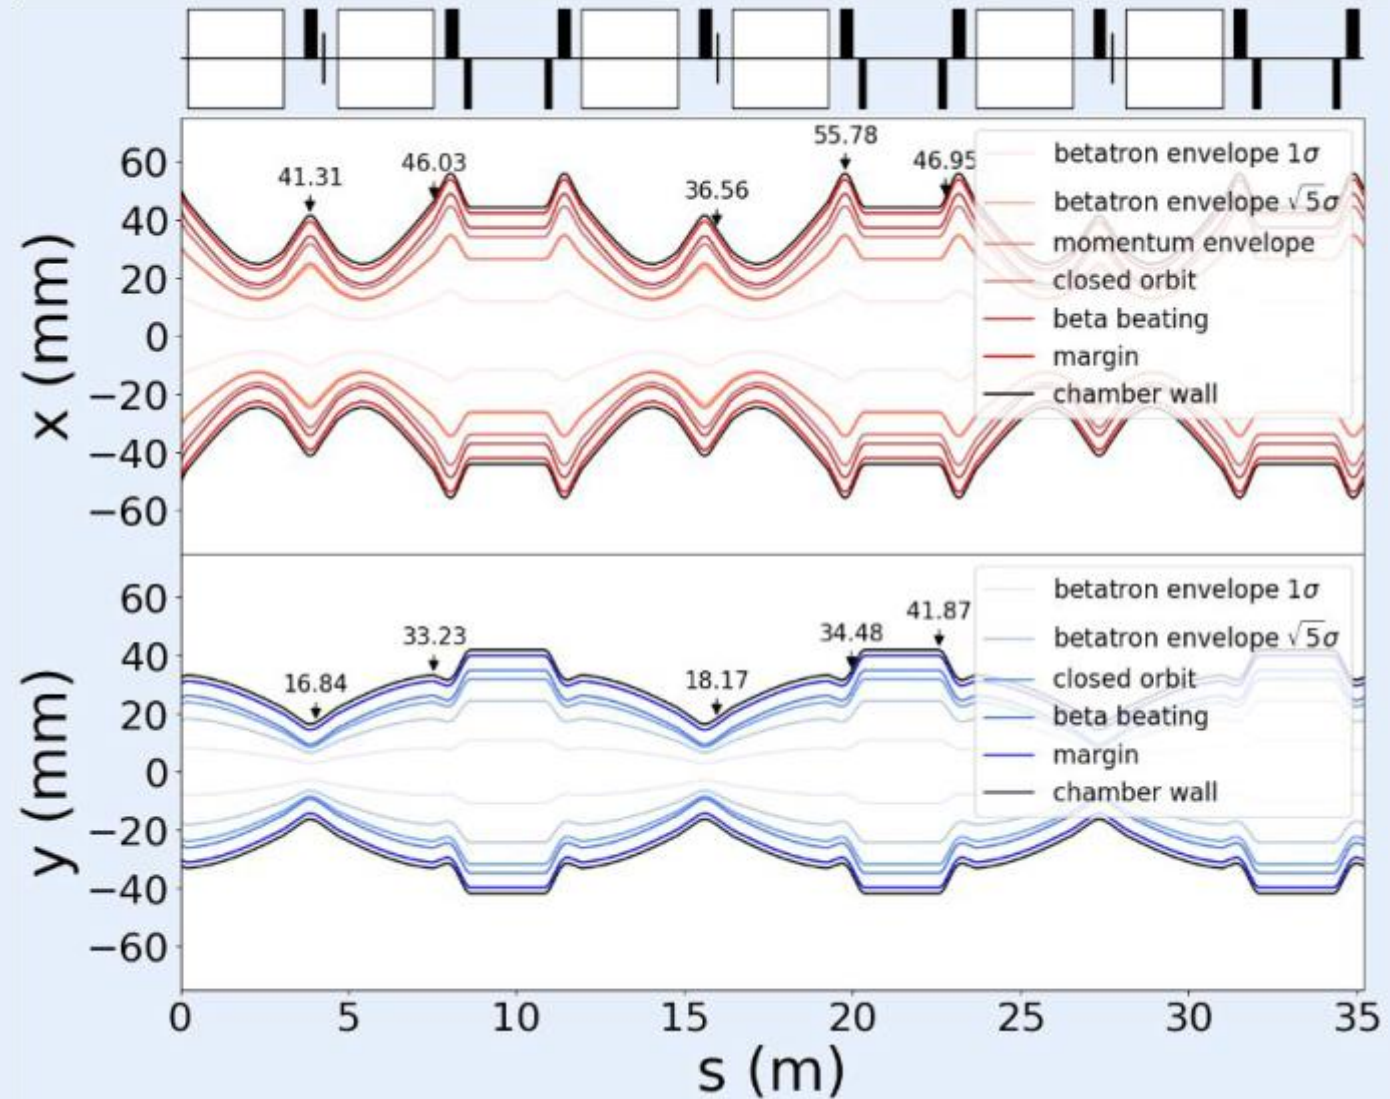 55.78
46.03
46.95
41.31
36.56
60
40
20
0
−20
−40
−60
x (mm)
betatron envelope 1σ
betatron envelope √5σ
momentum envelope
closed orbit
beta beating
margin
chamber wall
41.87
33.23
34.48
16.84
18.17
60
40
20
0
−20
−40
−60
y (mm)
betatron envelope 1σ
betatron envelope √5σ
closed orbit
beta beating
margin
chamber wall
0 5 10 15 20 25 30 35
s (m)